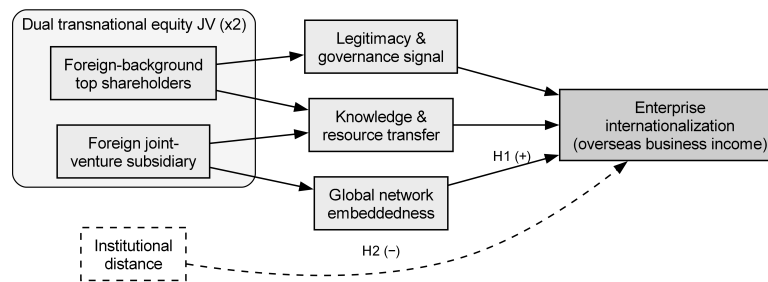 Dual transnational equity JV (x2)
Foreign-background
top shareholders
Foreign joint-
venture subsidiary
Legitimacy &
governance signal
Knowledge &
resource transfer
Global network
embeddedness
H1 (+)
Enterprise
internationalization
(overseas business income)
Institutional
distance
H2 (−)